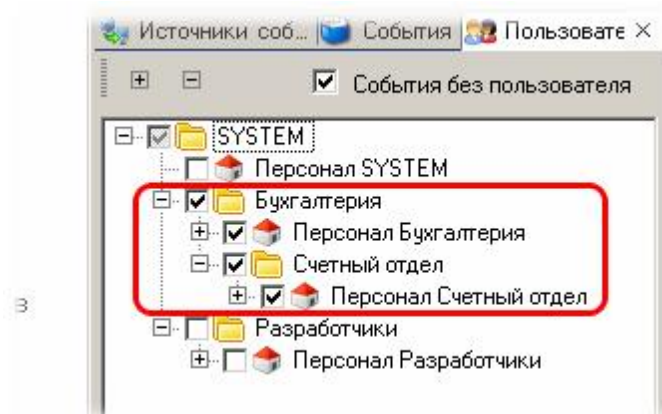 Источники соб... События Пользовате
События без пользователя
SYSTEM
Персонал SYSTEM
Бухгалтерия
Персонал Бухгалтерия
Счетный отдел
Персонал Счетный отдел
в
Разработчики
Персонал Разработчики